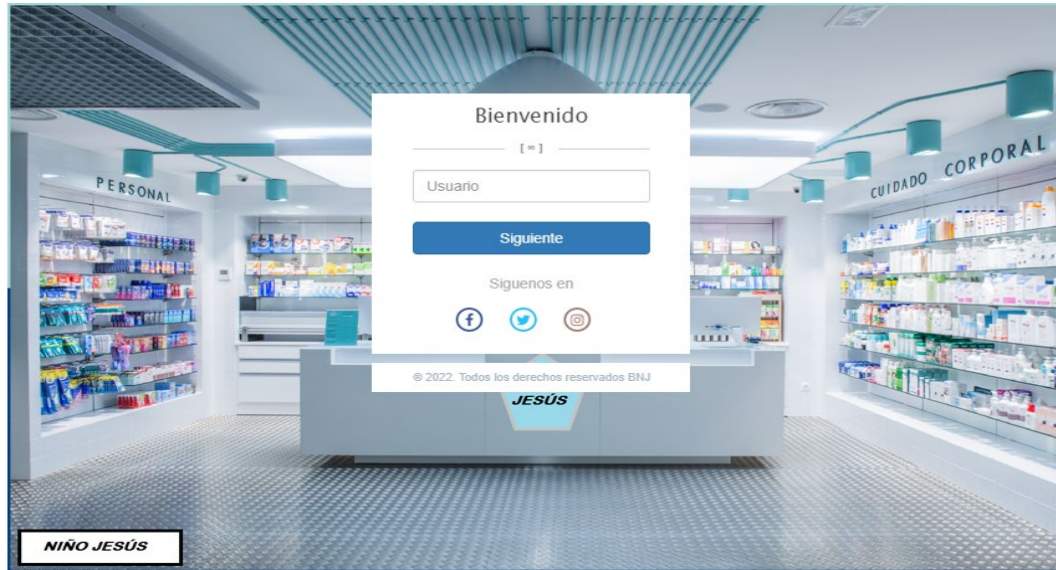 Bienvenido
[ ∞ ]
Usuario
Siguiente
Siguenos en
© 2022. Todos los derechos reservados BNJ
JESÚS
PERSONAL
CUIDADO CORPORAL
NIÑO JESÚS